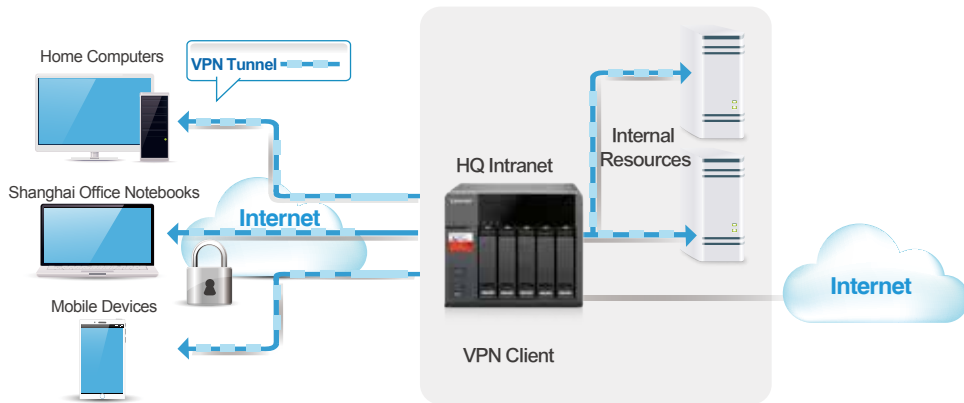 Home Computers
VPN Tunnel
Shanghai Office Notebooks
Internet
Mobile Devices
HQ Intranet
VPN Client
Internal
Resources
Internet